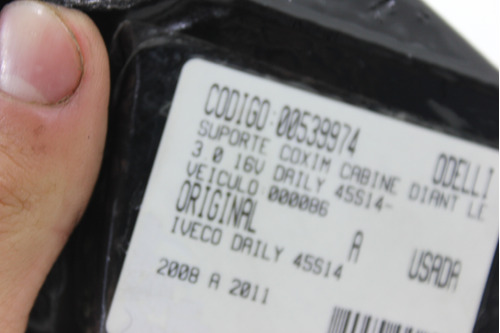 CODIGO:00539974 ODELLI
SUPORTE COXIM CABINE DIANT LE
3 0 16V DAILY 45S14-
VEICULO 000086
ORIGINAL A USADA
IVECO DAILY 45S14
2008 A 2011